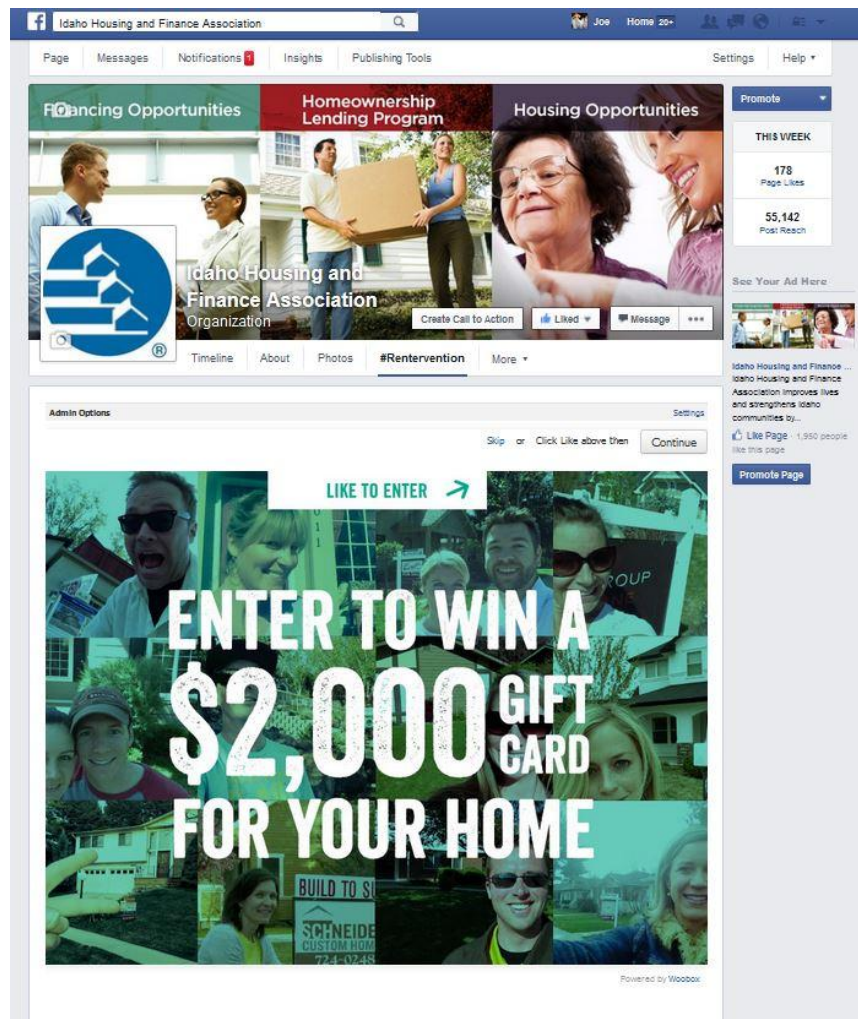 Idaho Housing and Finance Association
Joe Home 20+
Page Messages Notifications 1 Insights Publishing Tools
Settings Help
Financing Opportunities
Homeownership
Lending Program
Housing Opportunities
Idaho Housing and
Finance Association
Organization
Create Call to Action
Liked
Message
Timeline About Photos #Rentervention More
Promote
THIS WEEK
178
Page Likes
55,142
Post Reach
See Your Ad Here
Idaho Housing and Finance ...
Idaho Housing and Finance
Association improves lives
and strengthens Idaho
communities by...
Like Page · 1,950 people
like this page
Promote Page
Admin Options
Settings
Skip or Click Like above then Continue
LIKE TO ENTER
ENTER TO WIN A
$2,000 GIFT
CARD
FOR YOUR HOME
2011
GROUP
BUILD TO SU
SCHNEIDE
CUSTOM HOM
724-0248
Powered by Woobox